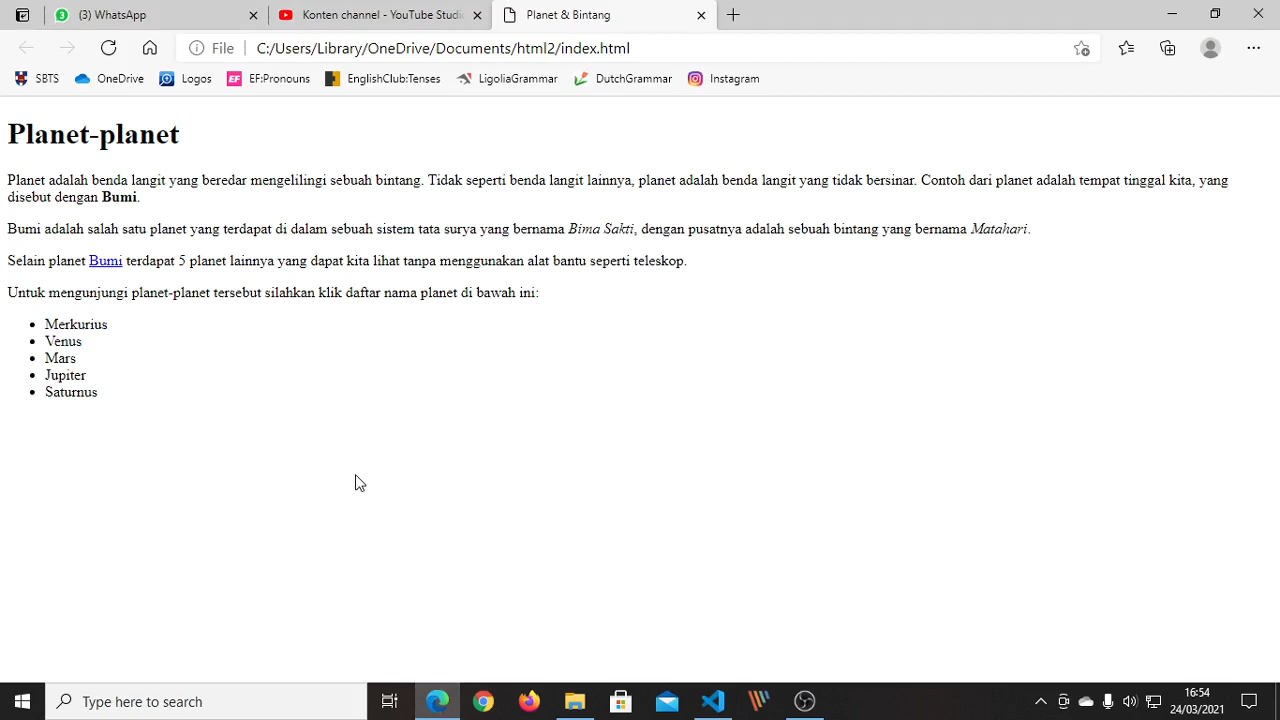 (3) WhatsApp
Konten channel - YouTube Studi
Planet & Bintang
File
C:/Users/Library/OneDrive/Documents/html2/index.html
SBTS
OneDrive
Logos
EF EF:Pronouns
EnglishClub:Tenses
LigoliaGrammar
DutchGrammar
Instagram
Planet-planet
Planet adalah benda langit yang beredar mengelilingi sebuah bintang. Tidak seperti benda langit lainnya, planet adalah benda langit yang tidak bersinar. Contoh dari planet adalah tempat tinggal kita, yang
disebut dengan Bumi.
Bumi adalah salah satu planet yang terdapat di dalam sebuah sistem tata surya yang bernama Bima Sakti, dengan pusatnya adalah sebuah bintang yang bernama Matahari.
Selain planet Bumi terdapat 5 planet lainnya yang dapat kita lihat tanpa menggunakan alat bantu seperti teleskop.
Untuk mengunjungi planet-planet tersebut silahkan klik daftar nama planet di bawah ini:
• Merkurius
• Venus
• Mars
• Jupiter
• Saturnus
Type here to search
16:54
24/03/2021